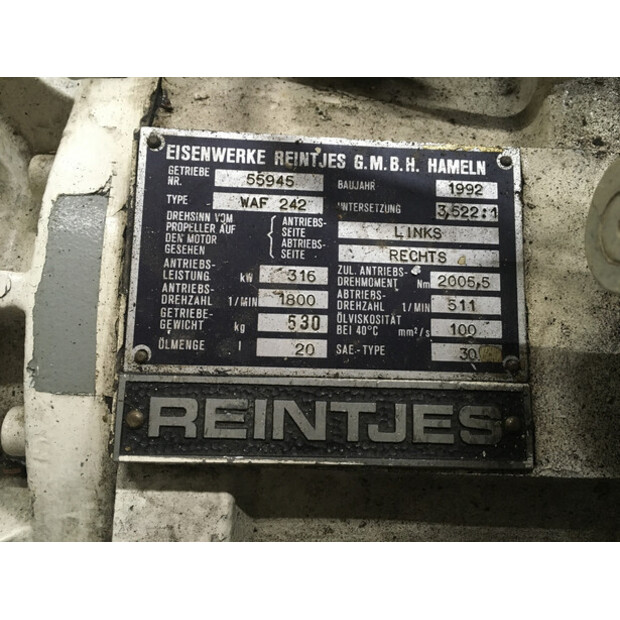 EISENWERKE REINTJES G.M.B.H. HAMELN
GETRIEBE NR. 55945 BAUJAHR 1992
TYPE WAF 242 UNTERSETZUNG 3,522:1
DREHSINN VOM PROPELLER AUF DEN MOTOR GESEHEN
ANTRIEBS-SEITE LINKS
ABTRIEBS-SEITE RECHTS
ANTRIEBS-LEISTUNG kW 316 ZUL. ANTRIEBS-DREHMOMENT Nm 2005,5
ANTRIEBS-DREHZAHL 1/MIN 1800 ABTRIEBS-DREHZAHL 1/MIN 511
GETRIEBE-GEWICHT kg 530 ÖLVISKOSITÄT BEI 40°C mm²/s 100
ÖLMENGE l 20 SAE-TYPE 30
REINTJES